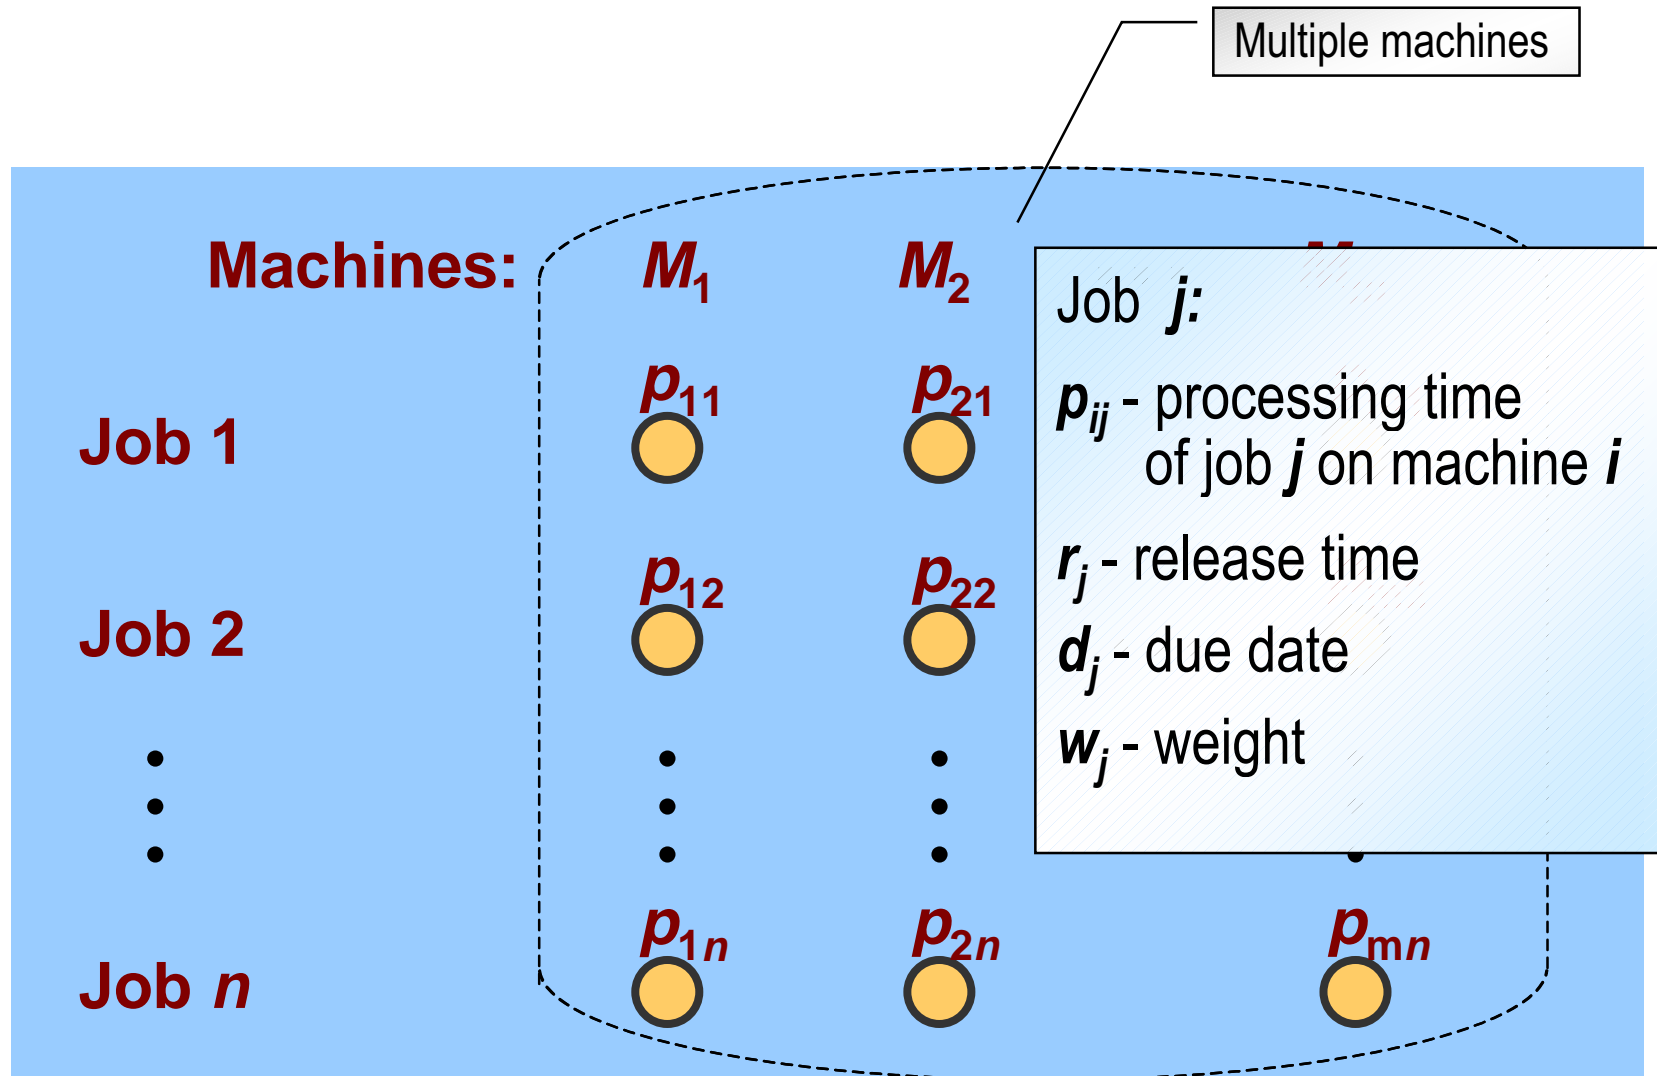 Multiple machines
Machines: M1 M2
Job j:
p11 p21
pij - processing time
Job 1
of job j on machine i
rj - release time
p12 p22
Job 2
dj - due date
wj - weight
p1n p2n pmn
Job n